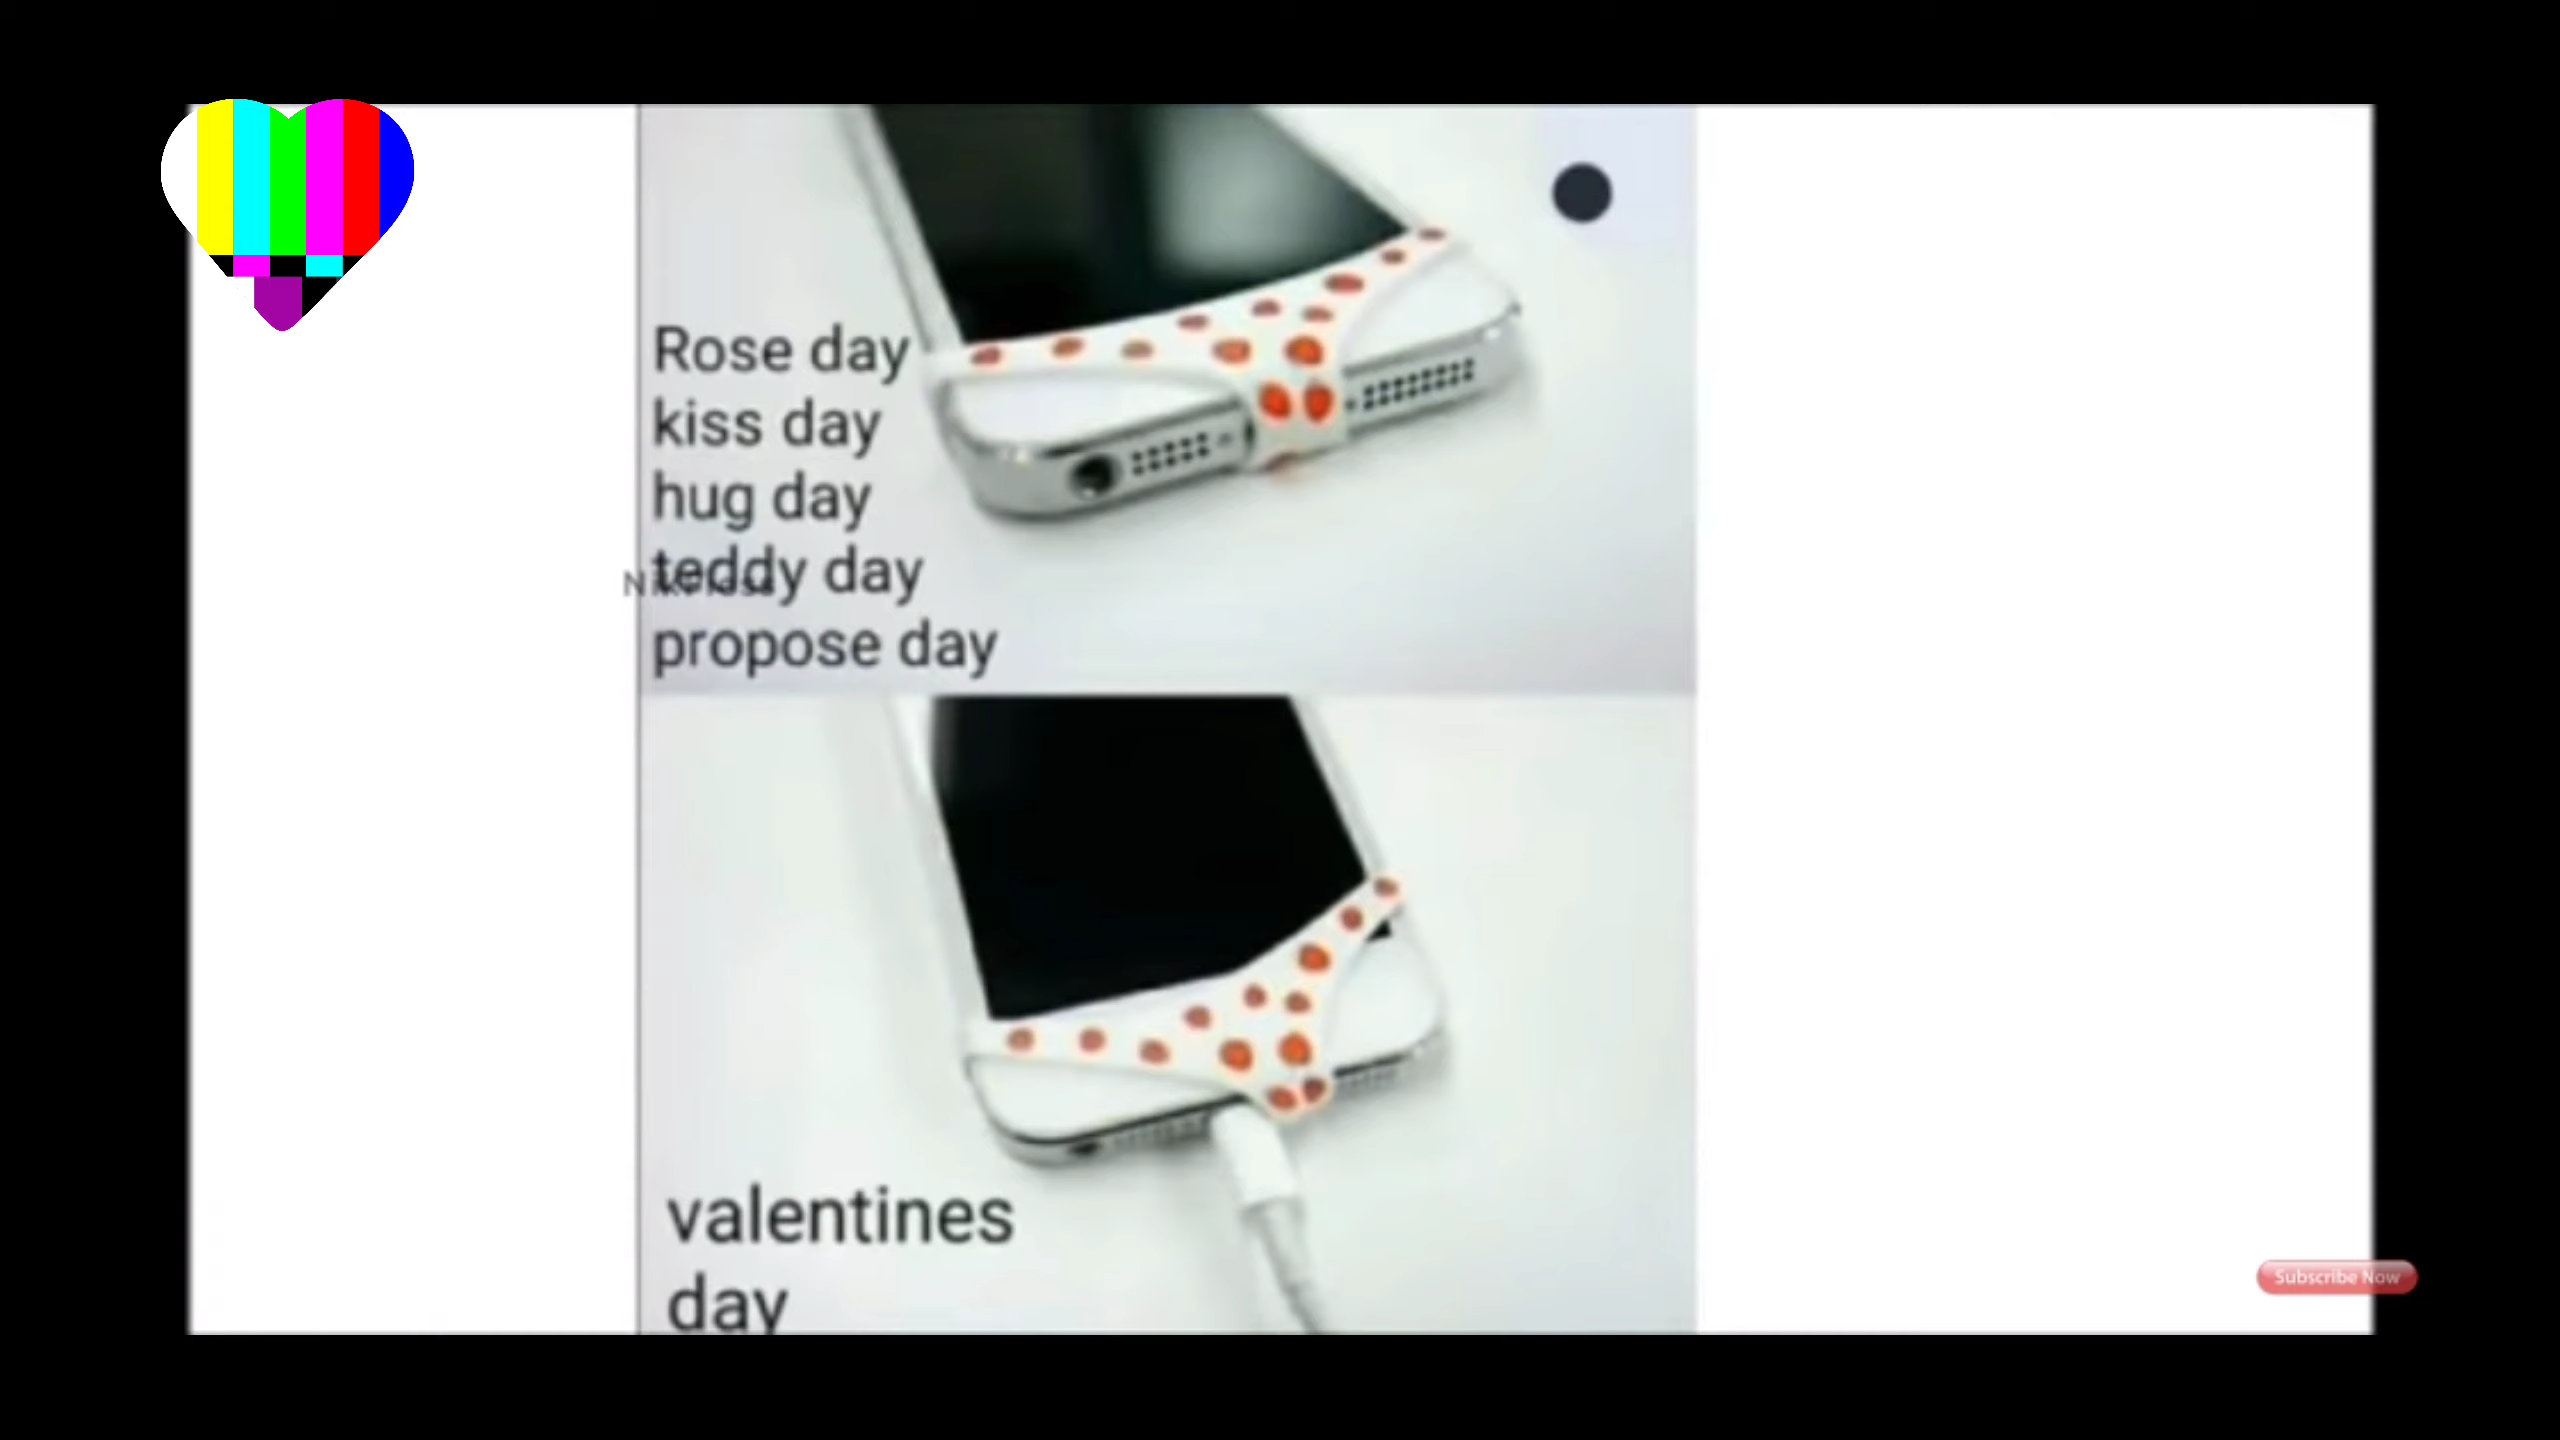 Rose day
kiss day
hug day
teddy day
propose day
valentines
day
Subscribe Now